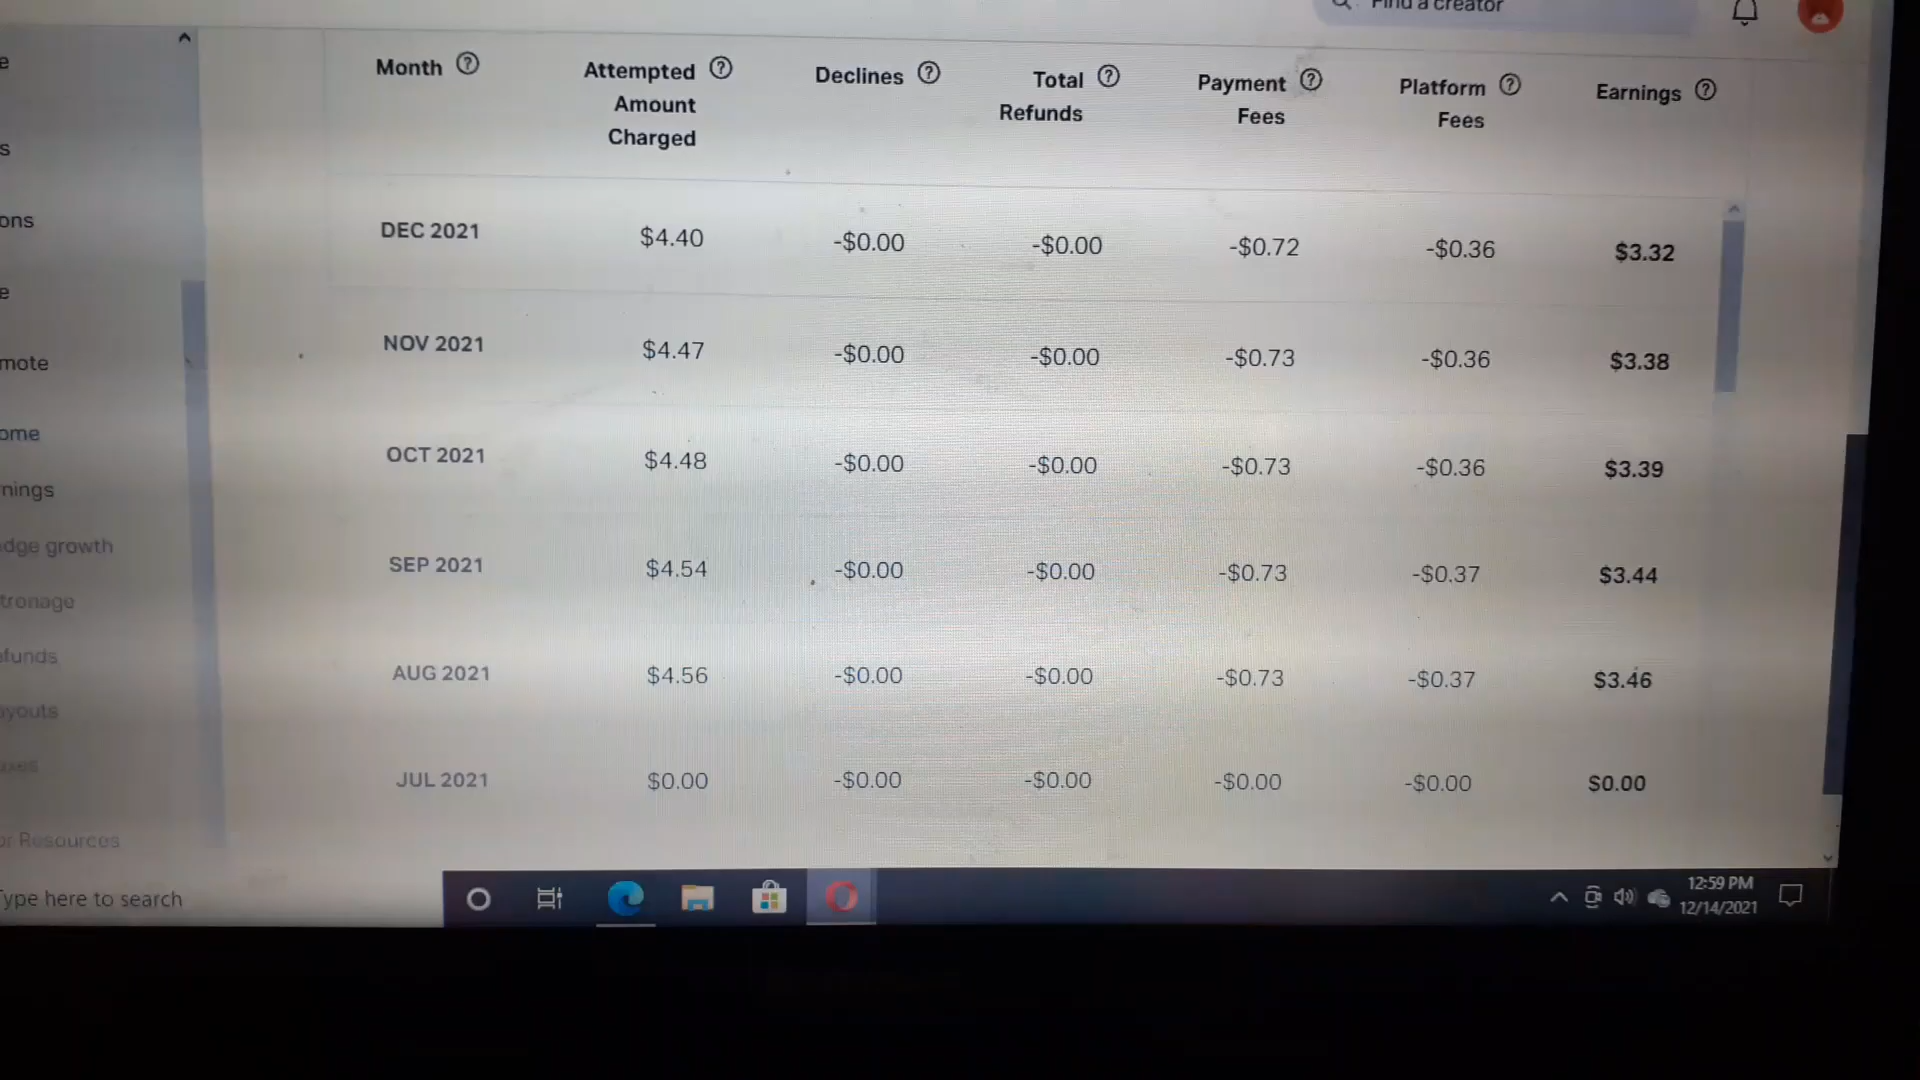 Find a creator
Month Attempted Amount Charged Declines Total Refunds Payment Fees Platform Fees Earnings
DEC 2021 $4.40 -$0.00 -$0.00 -$0.72 -$0.36 $3.32
NOV 2021 $4.47 -$0.00 -$0.00 -$0.73 -$0.36 $3.38
OCT 2021 $4.48 -$0.00 -$0.00 -$0.73 -$0.36 $3.39
SEP 2021 $4.54 -$0.00 -$0.00 -$0.73 -$0.37 $3.44
AUG 2021 $4.56 -$0.00 -$0.00 -$0.73 -$0.37 $3.46
JUL 2021 $0.00 -$0.00 -$0.00 -$0.00 -$0.00 $0.00
e
s
ons
e
mote
ome
nings
dge growth
tronage
efunds
ayouts
or Resources
Type here to search
12:59 PM
12/14/2021